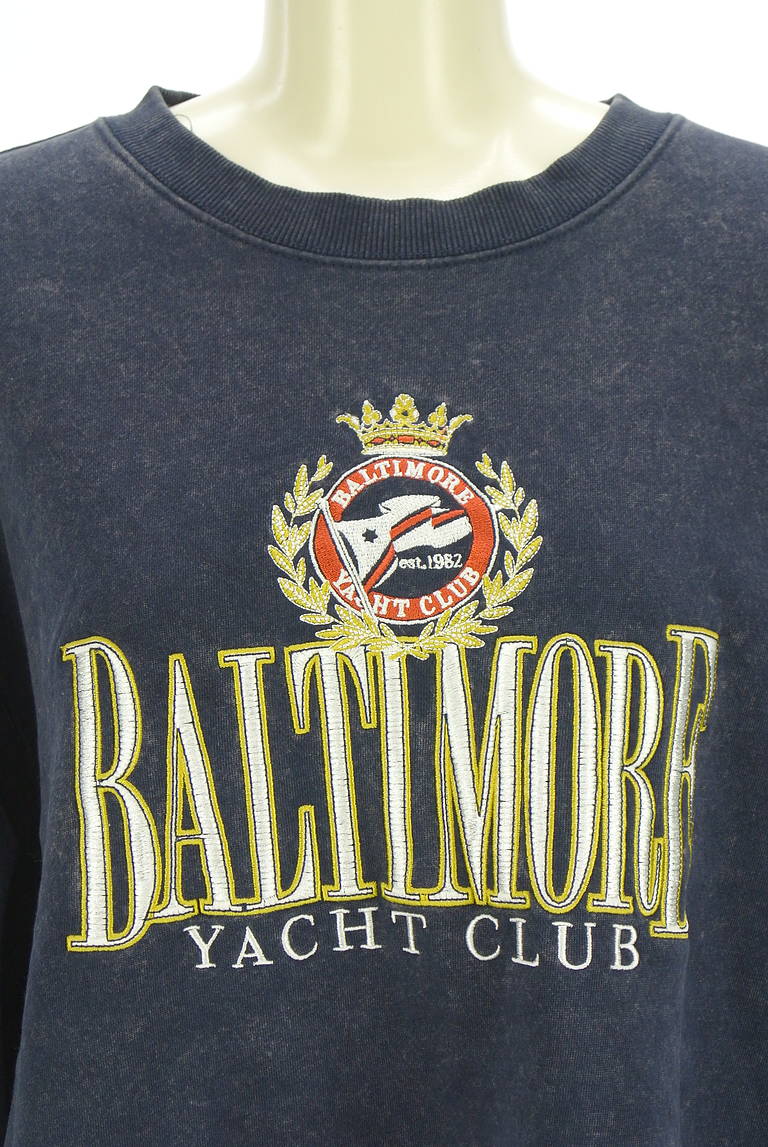 BALTIMORE
est.1982
YACHT CLUB
BALTIMORE
YACHT CLUB